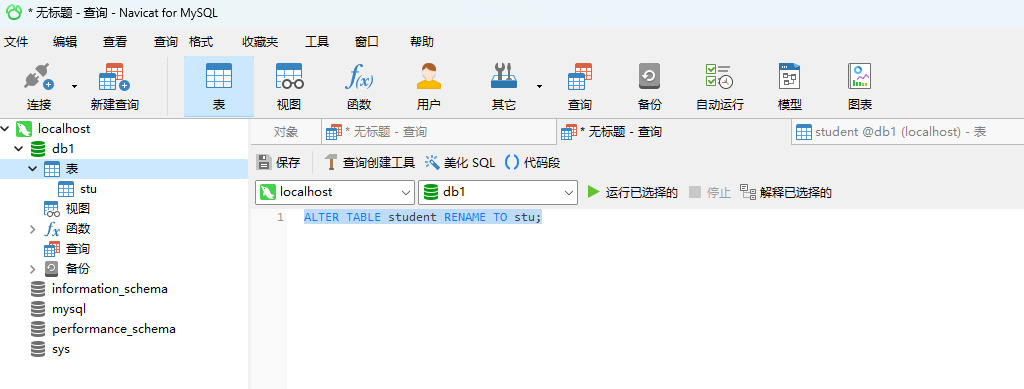 * 无标题 - 查询 - Navicat for MySQL
文件 编辑 查看 查询 格式 收藏夹 工具 窗口 帮助
连接 新建查询 表 视图 函数 用户 其它 查询 备份 自动运行 模型 图表
localhost
db1
表
stu
视图
函数
查询
备份
information_schema
mysql
performance_schema
sys
对象 * 无标题 - 查询 * 无标题 - 查询 student @db1 (localhost) - 表
保存 查询创建工具 美化 SQL 代码段
localhost db1 运行已选择的 停止 解释已选择的
1 ALTER TABLE student RENAME TO stu;